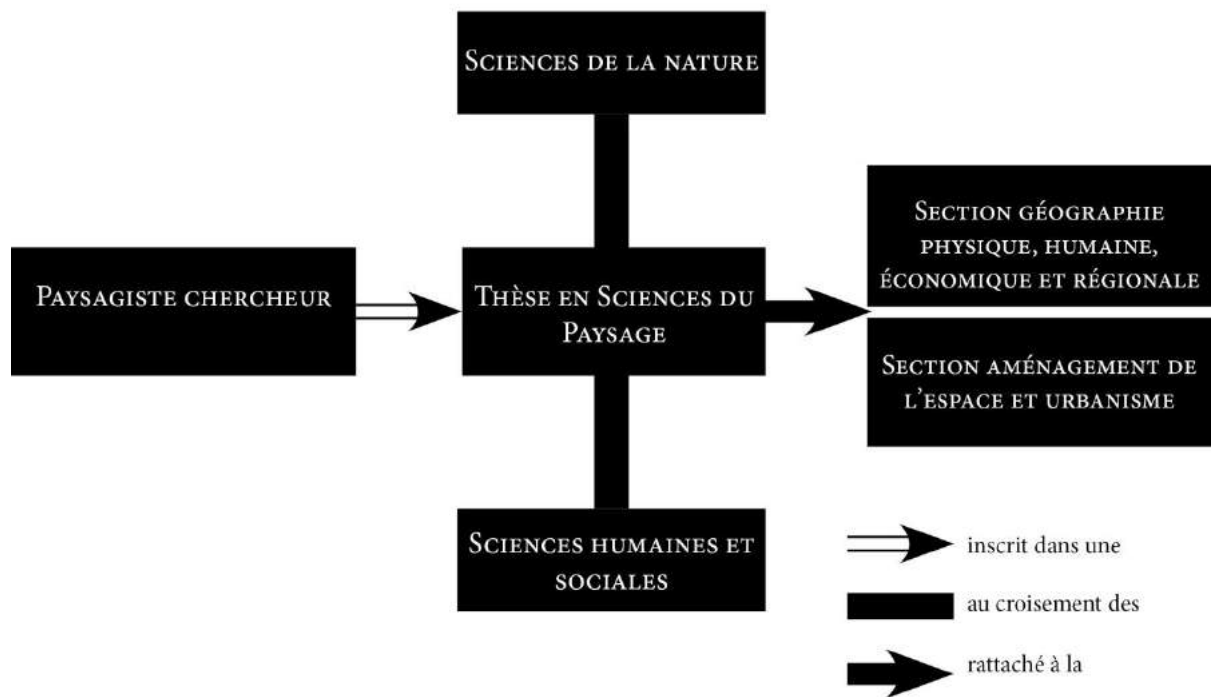 SCIENCES DE LA NATURE
PAYSAGISTE CHERCHEUR
THÈSE EN SCIENCES DU
PAYSAGE
SECTION GÉOGRAPHIE
PHYSIQUE, HUMAINE,
ÉCONOMIQUE ET RÉGIONALE
SECTION AMÉNAGEMENT DE
L'ESPACE ET URBANISME
SCIENCES HUMAINES ET
SOCIALES
inscrit dans une
au croisement des
rattaché à la